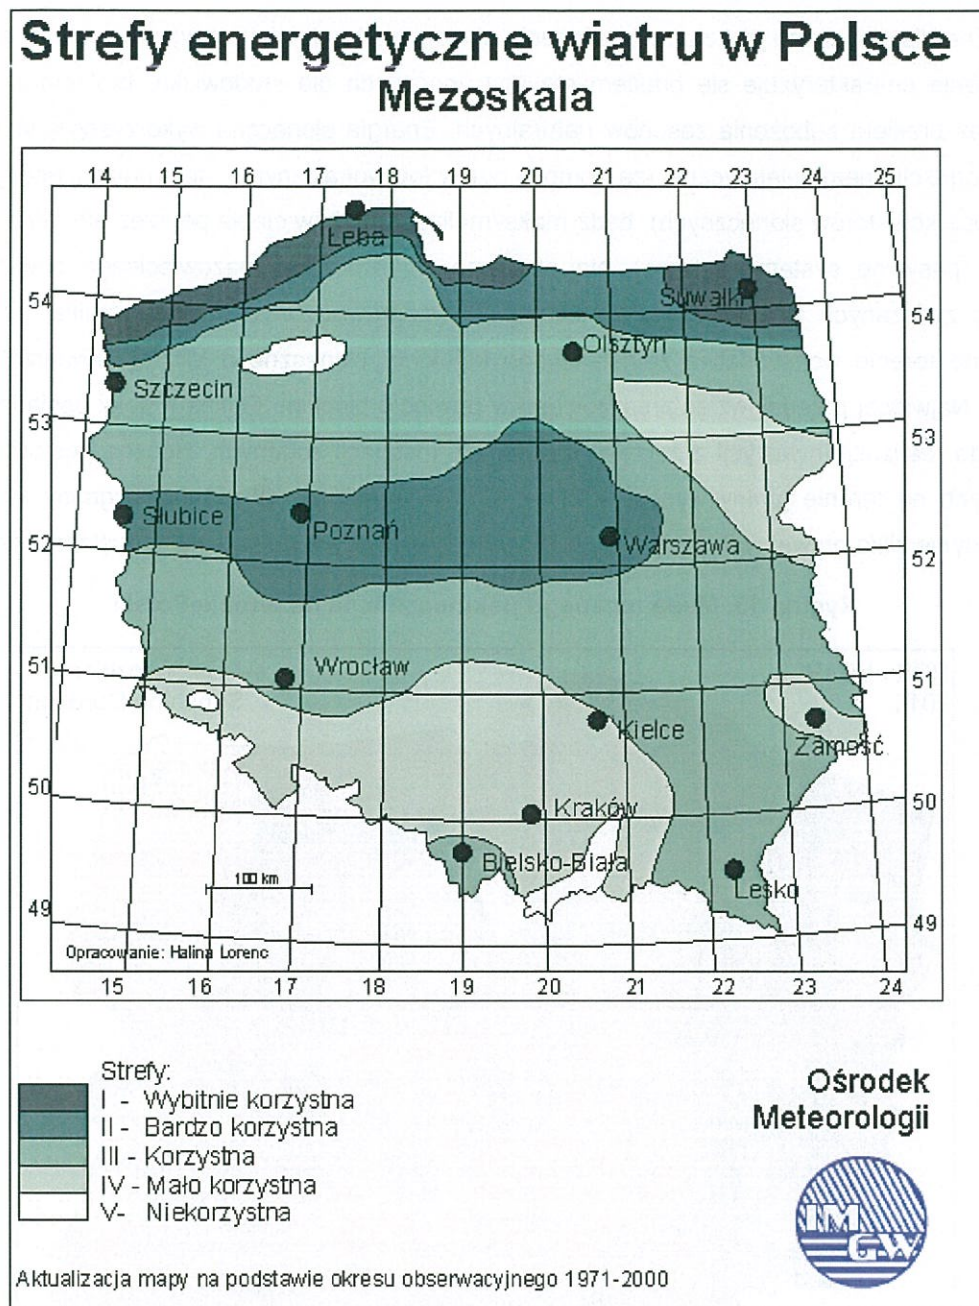 Strefy energetyczne wiatru w Polsce
Mezoskala
14 15 16 17 18 19 20 21 22 23 24 25
Łeba
54 Suwałki 54
Olsztyn
Szczecin
53 53
Słubice Poznań Warszawa
52 52
51 Wrocław 51
Kielce Zamość
50 Kraków 50
Bielsko-Biała Lesko
100 km
49 49
Opracowanie: Halina Lorenc
15 16 17 18 19 20 21 22 23 24
Strefy:
I - Wybitnie korzystna
II - Bardzo korzystna
III - Korzystna
IV - Mało korzystna
V- Niekorzystna
Ośrodek
Meteorologii
IM
GW
Aktualizacja mapy na podstawie okresu obserwacyjnego 1971-2000